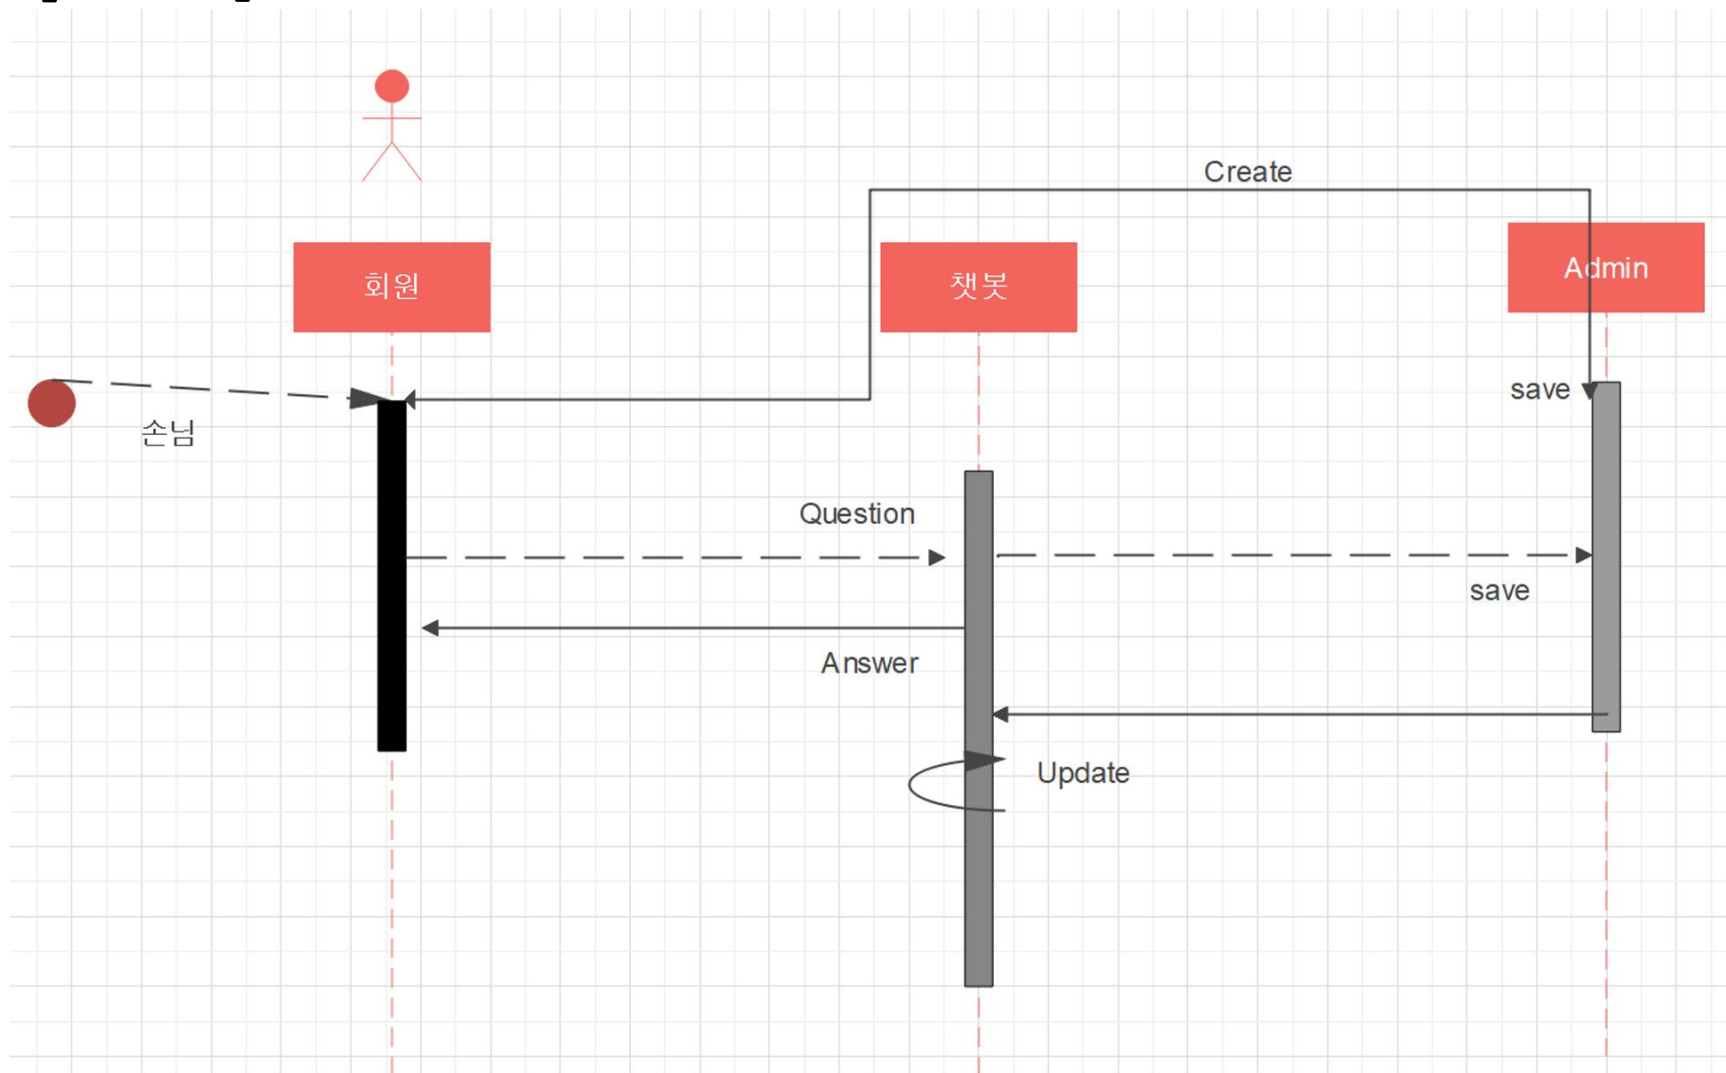 Create
회원
챗봇
Admin
save
손님
Question
save
Answer
Update